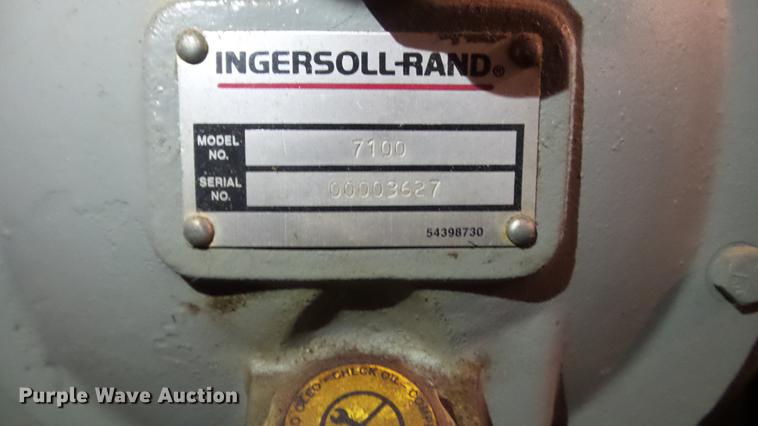 INGERSOLL-RAND®
MODEL NO. 7100
SERIAL NO. 00003627
54398730
CHECK OIL
Purple Wave Auction